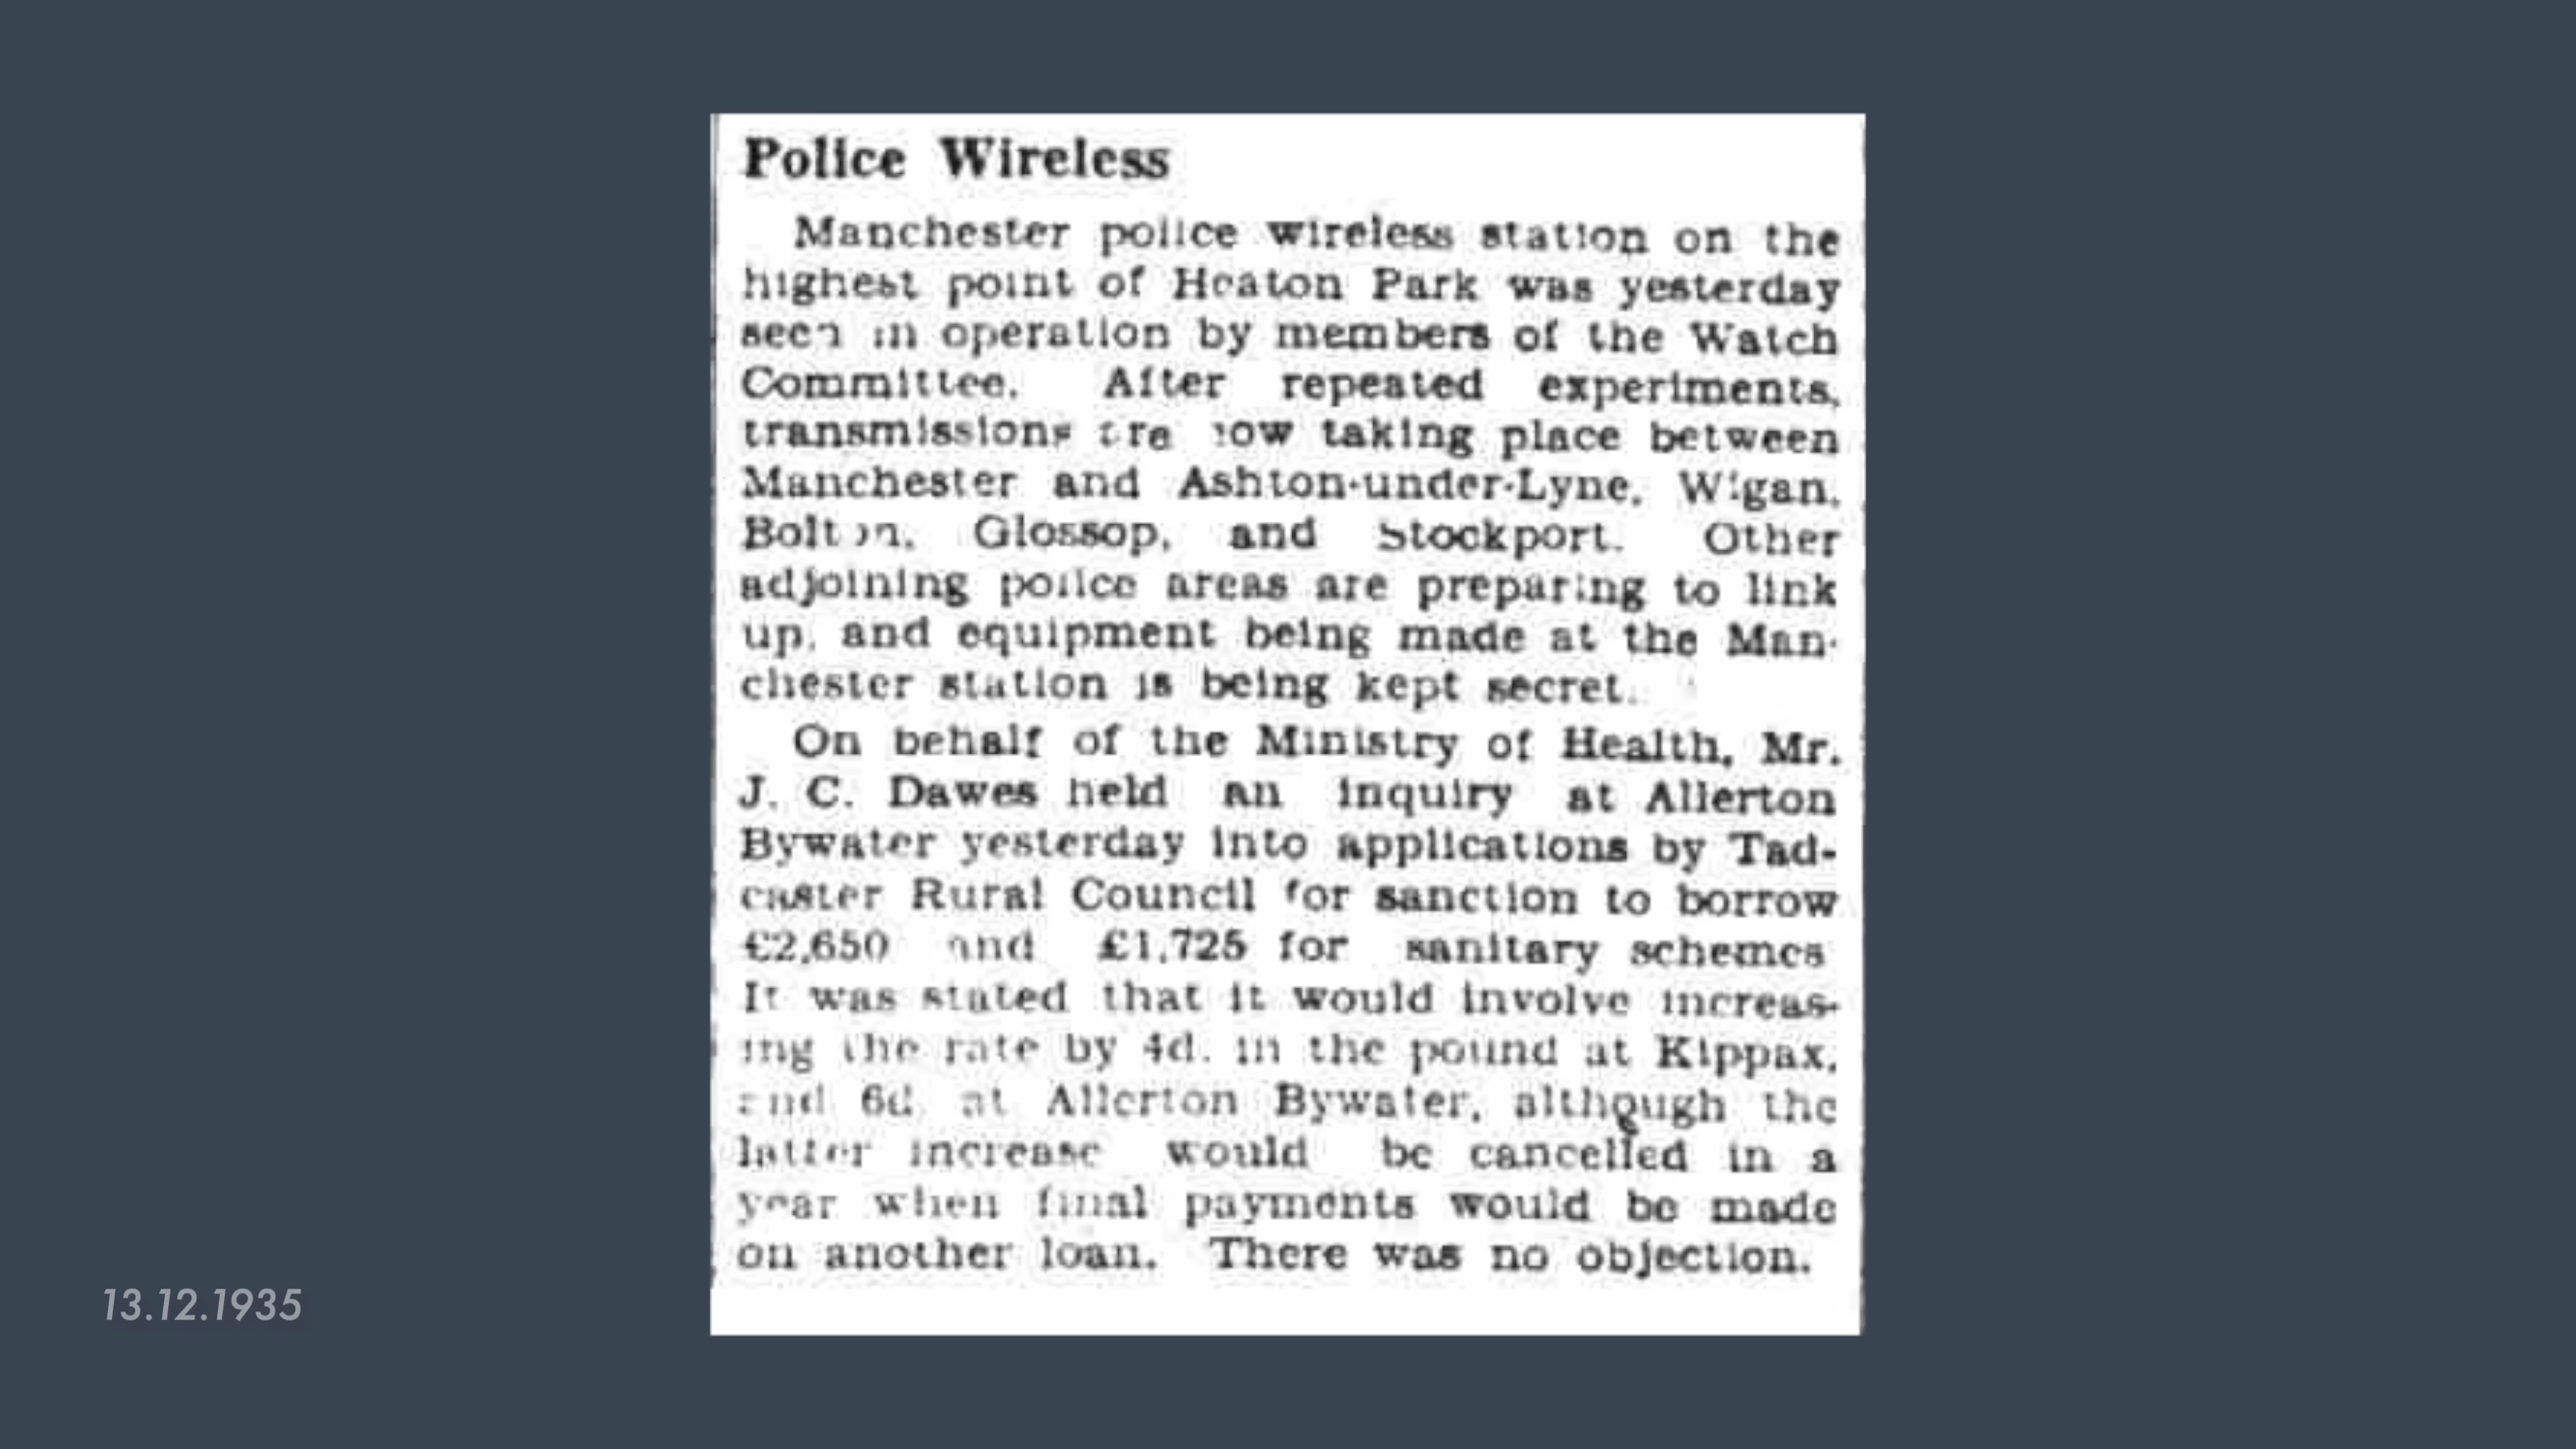 Police Wireless
Manchester police wireless station on the
highest point of Heaton Park was yesterday
seen in operation by members of the Watch
Committee. After repeated experiments,
transmissions are now taking place between
Manchester and Ashton-under-Lyne, Wigan,
Bolton, Glossop, and Stockport. Other
adjoining police areas are preparing to link
up, and equipment being made at the Man-
chester station is being kept secret.
On behalf of the Ministry of Health, Mr.
J. C. Dawes held an inquiry at Allerton
Bywater yesterday into applications by Tad-
caster Rural Council for sanction to borrow
£2,650 and £1,725 for sanitary schemes
It was stated that it would involve increas-
ing the rate by 4d. in the pound at Kippax,
and 6d. at Allerton Bywater, although the
latter increase would be cancelled in a
year when final payments would be made
on another loan. There was no objection.
13.12.1935